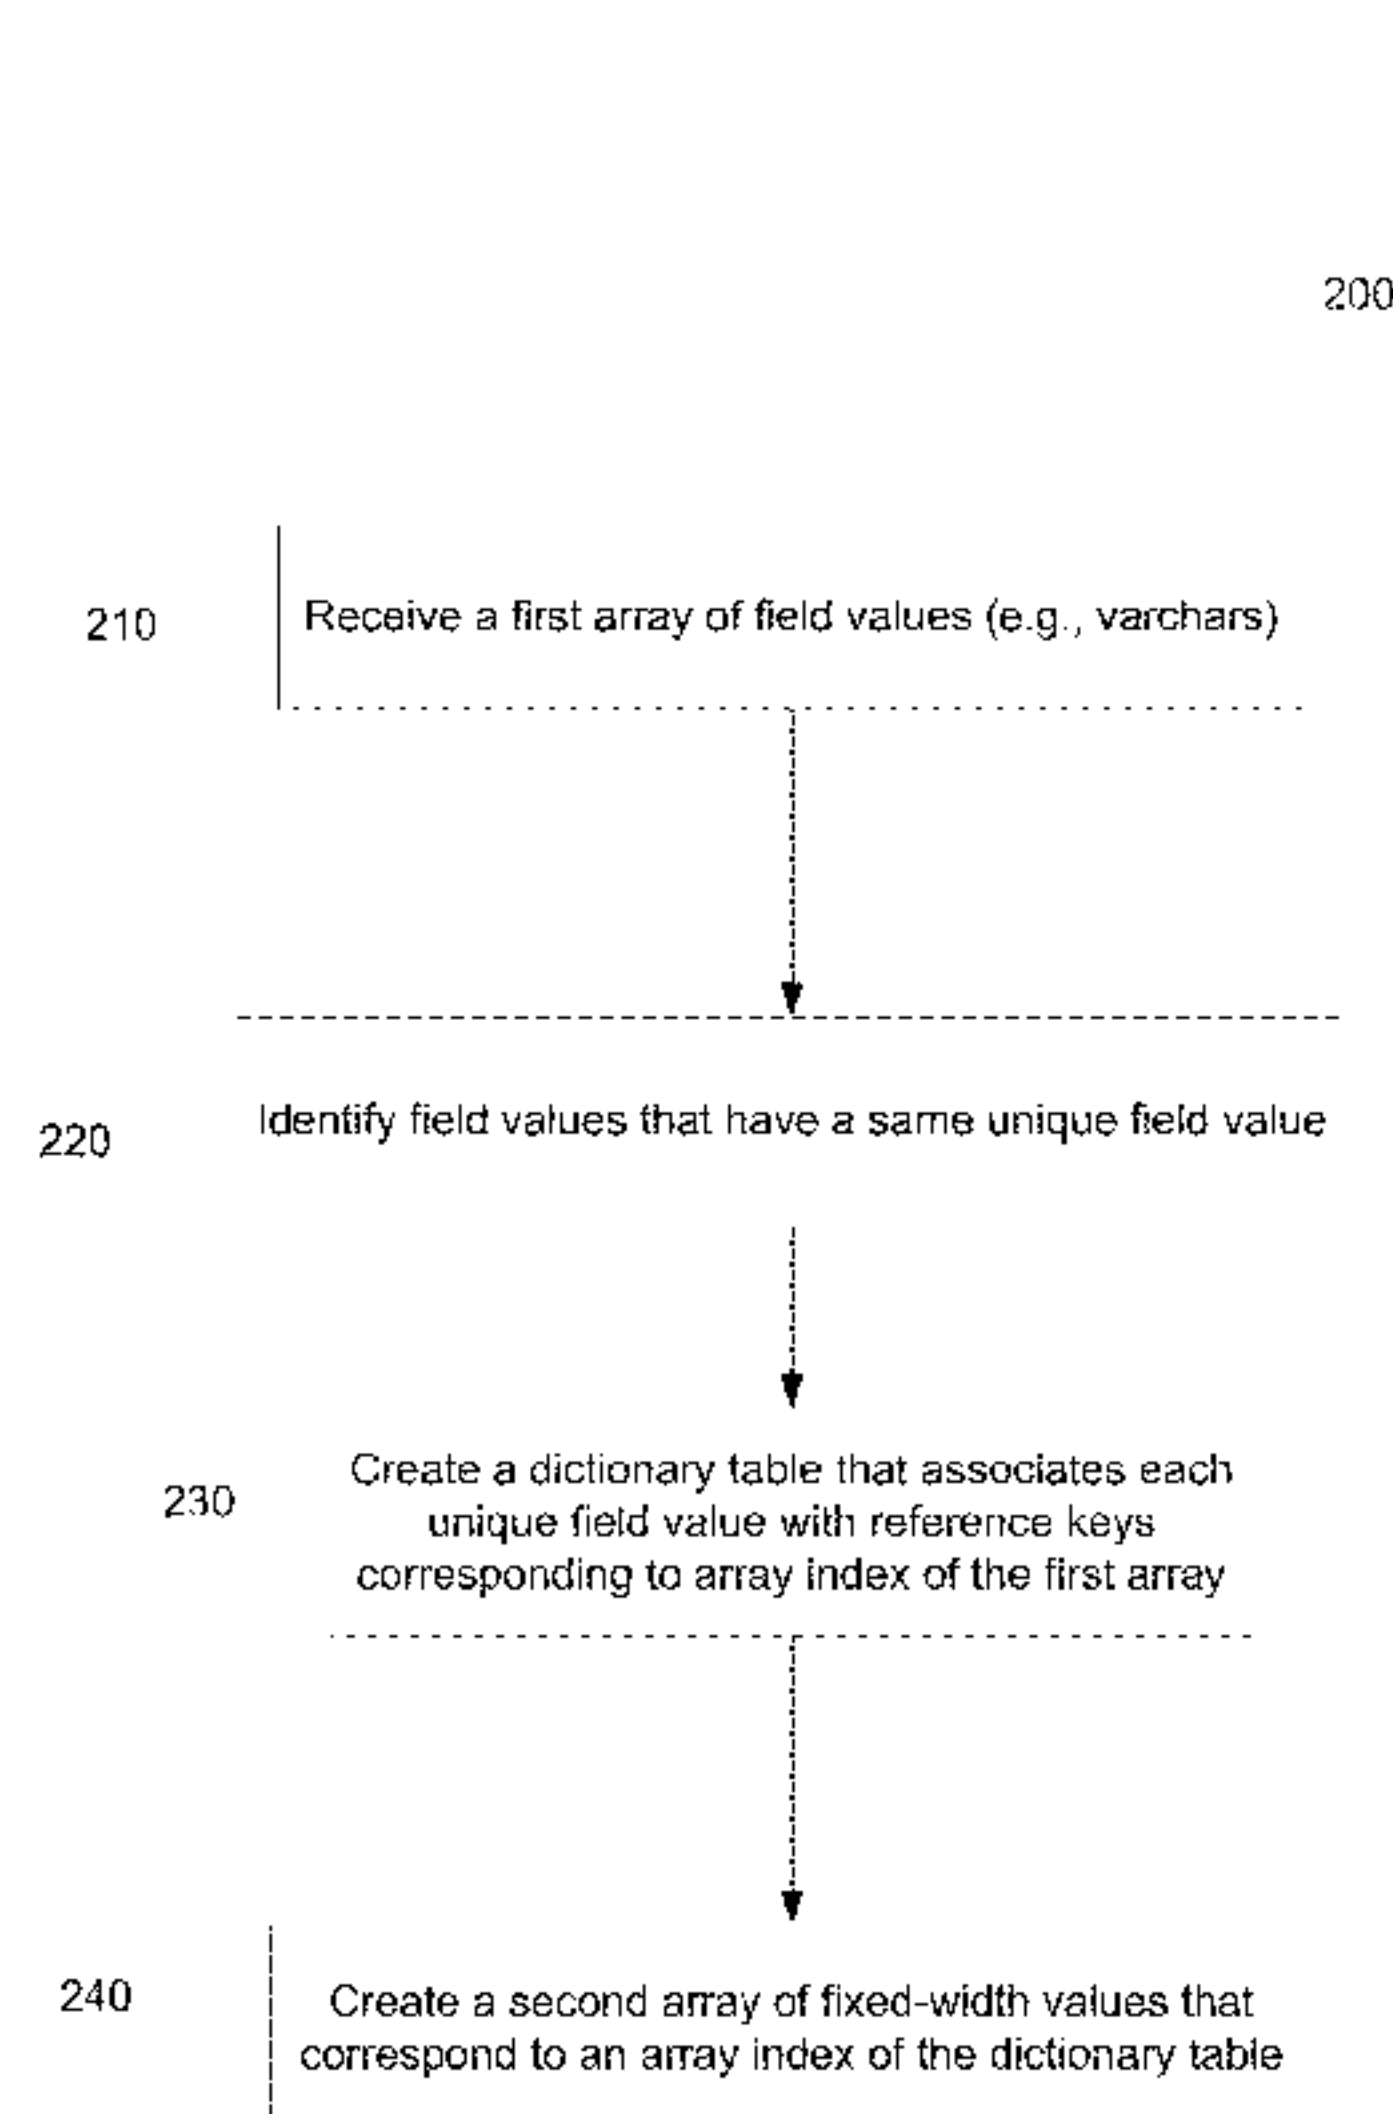 200
210
Receive a first array of field values (e.g., varchars)
220
Identify field values that have a same unique field value
230
Create a dictionary table that associates each
unique field value with reference keys
corresponding to array index of the first array
240
Create a second array of fixed-width values that
correspond to an array index of the dictionary table